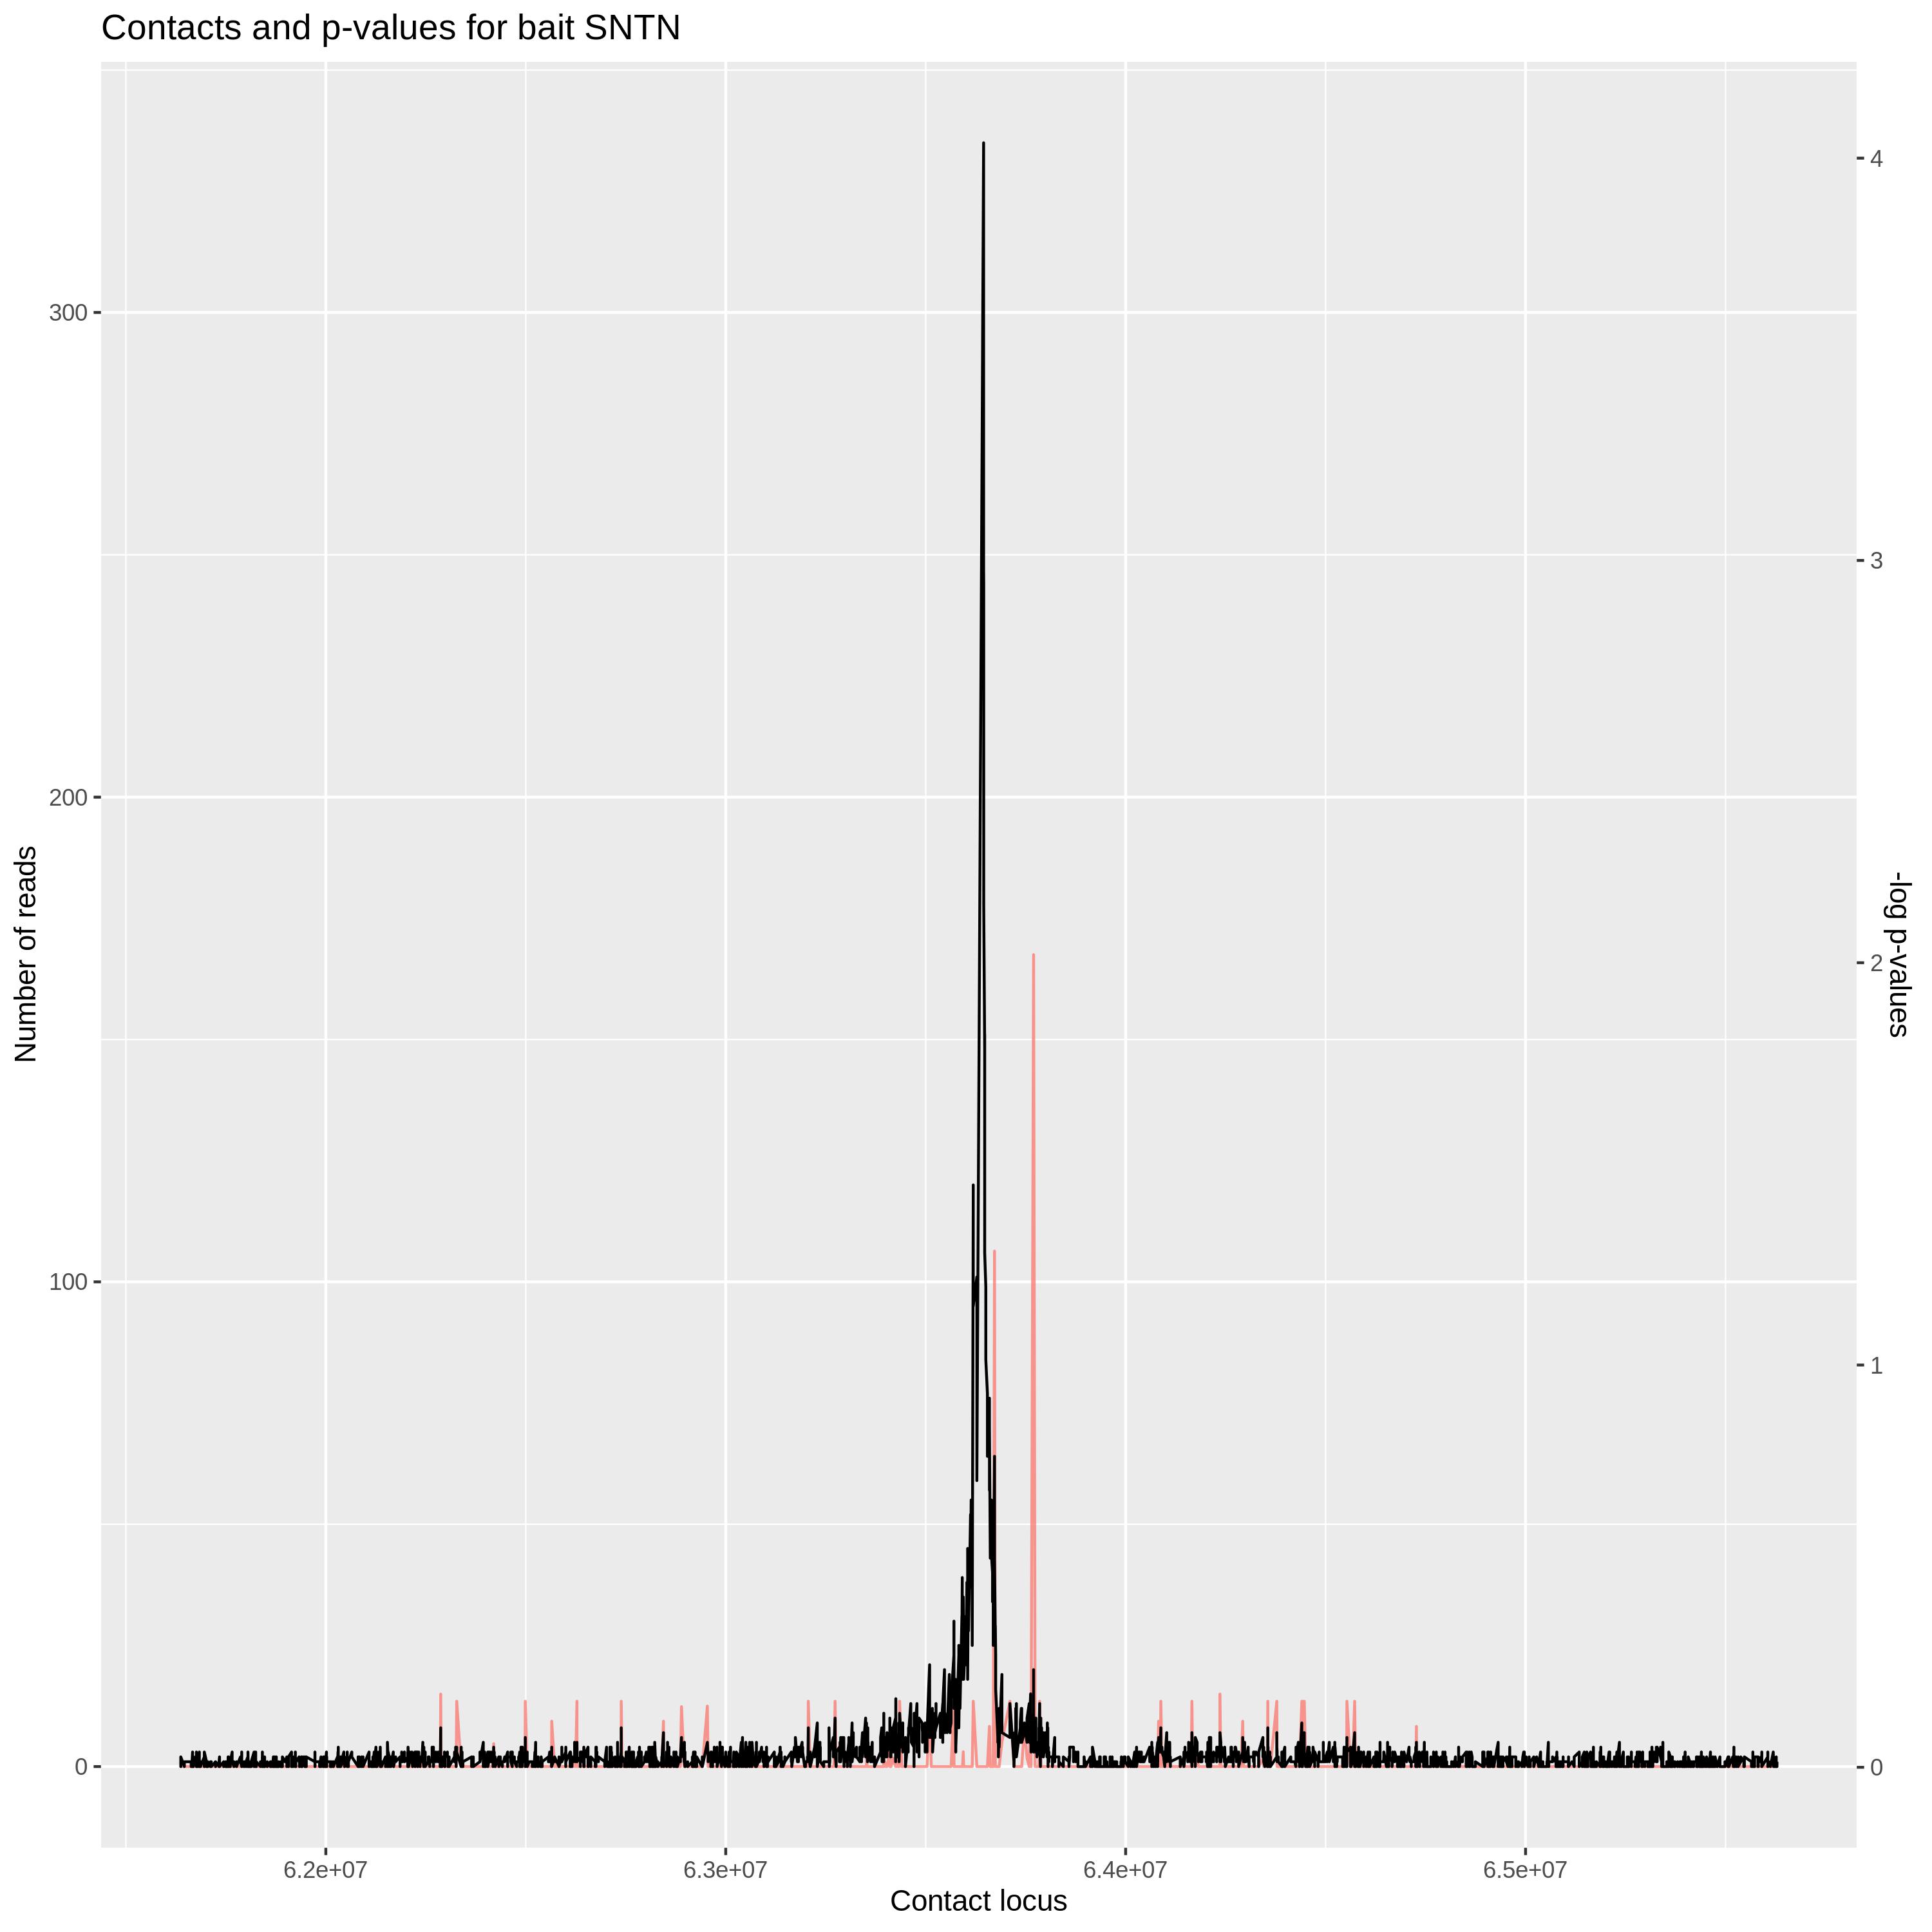 Contacts and p-values for bait SNTN
Number of reads
300
200
100
0
4
3
2
1
0
-log p-values
6.2e+07 6.3e+07 6.4e+07 6.5e+07
Contact locus